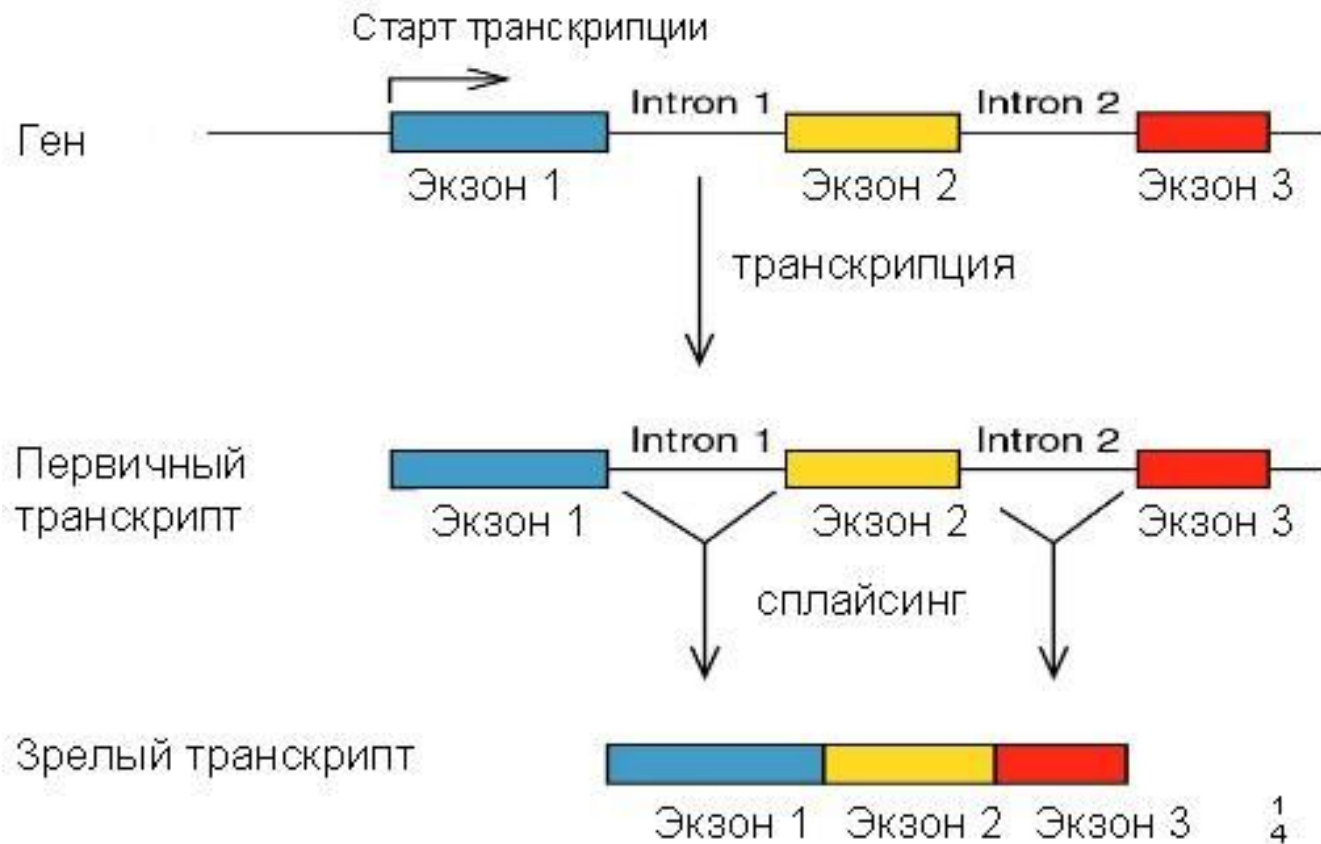 Старт транскрипции
Intron 1 Intron 2
Ген
Экзон 1 Экзон 2 Экзон 3
транскрипция
Intron 1 Intron 2
Первичный
транскрипт
Экзон 1 Экзон 2 Экзон 3
сплайсинг
Зрелый транскрипт
Экзон 1 Экзон 2 Экзон 3
1
4